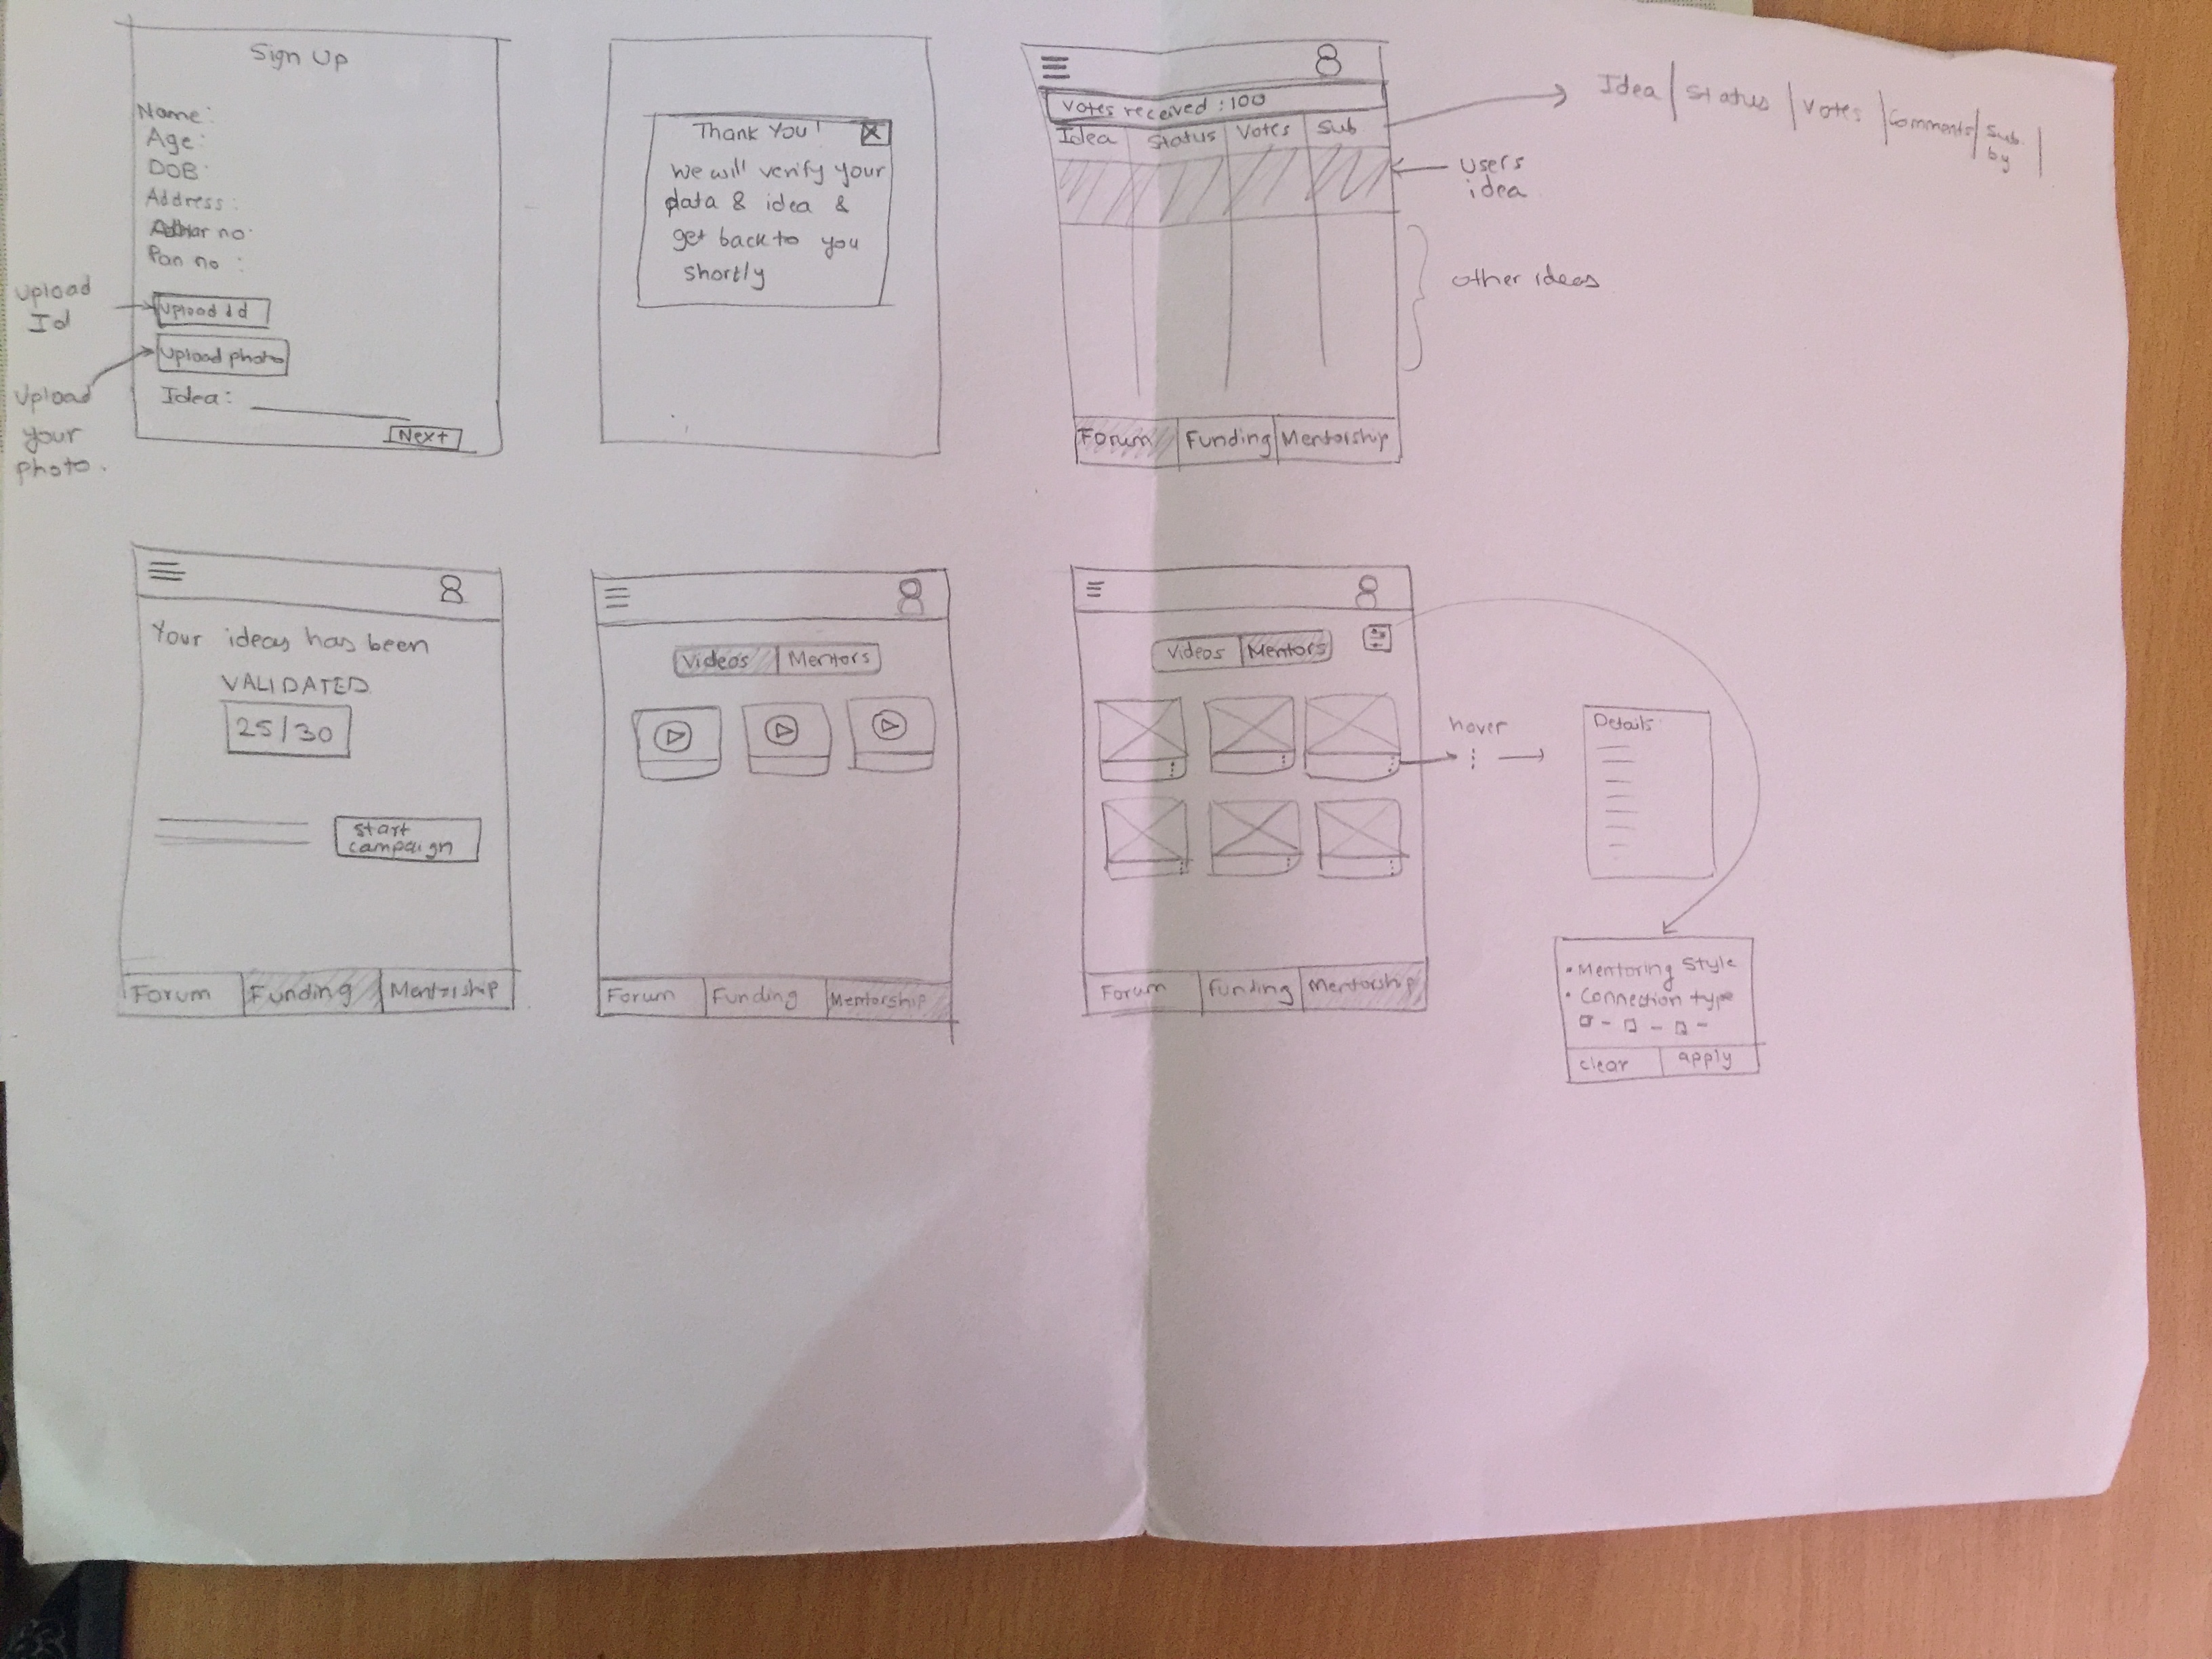 Sign Up
Name:
Age:
DOB:
Address:
Adhar no:
Pan no:
Upload Id
Upload photo
Idea:
Next
Upload
Id
Upload
your
photo.
Thank You!
X
We will verify your
data & idea &
get back to you
shortly
Votes received: 100
Idea Status Votes Sub
Forum Funding Mentorship
Users
idea
other ideas
Idea | Status | Votes | Comments | Sub.
by
Your ideas has been
VALIDATED
25/30
start
campaign
Forum Funding Mentorship
Videos Mentors
Forum Funding Mentorship
Videos Mentors
Forum Funding Mentorship
hover
Details
• Mentoring Style
• Connection type
clear apply